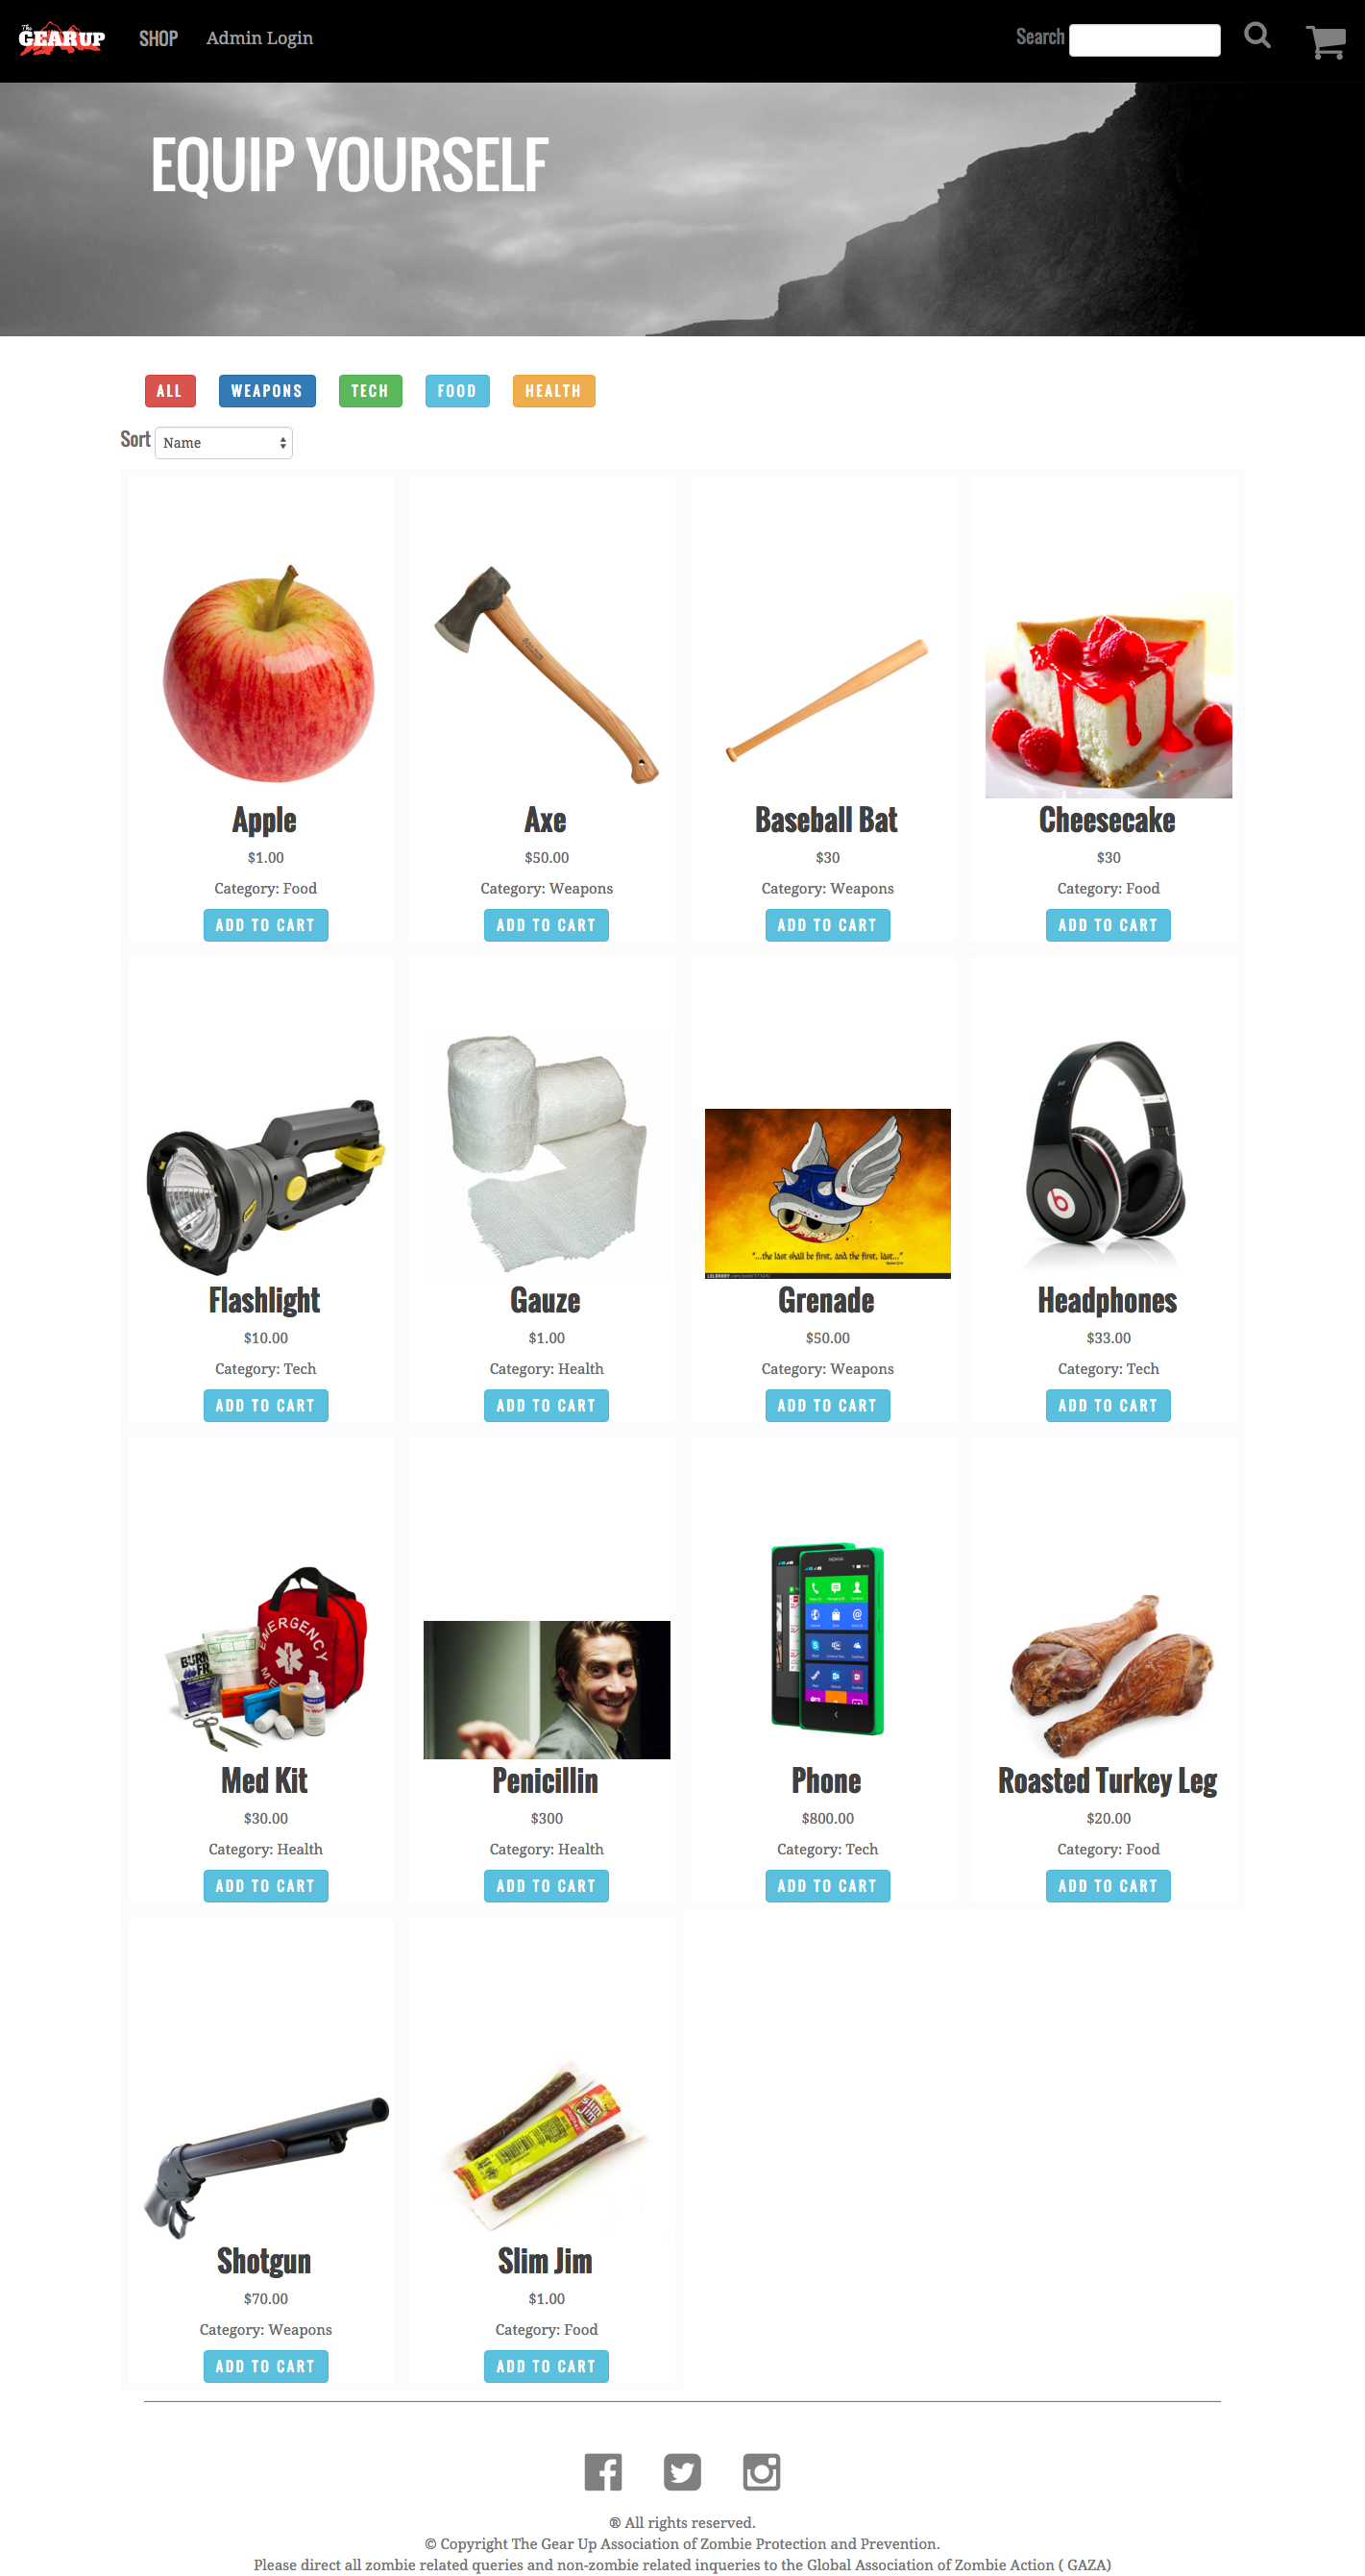 The
GEARUP
SHOP
Admin Login
Search
EQUIP YOURSELF
ALL
WEAPONS
TECH
FOOD
HEALTH
Sort
Name
Apple
$1.00
Category: Food
ADD TO CART
Axe
$50.00
Category: Weapons
ADD TO CART
Baseball Bat
$30
Category: Weapons
ADD TO CART
Cheesecake
$30
Category: Food
ADD TO CART
Flashlight
$10.00
Category: Tech
ADD TO CART
Gauze
$1.00
Category: Health
ADD TO CART
"...the last shall be first, and the first, last..."
Grenade
$50.00
Category: Weapons
ADD TO CART
b
Headphones
$33.00
Category: Tech
ADD TO CART
EMERGENCY
BURN
Med Kit
$30.00
Category: Health
ADD TO CART
Penicillin
$300
Category: Health
ADD TO CART
NOKIA
Phone
$800.00
Category: Tech
ADD TO CART
Roasted Turkey Leg
$20.00
Category: Food
ADD TO CART
Shotgun
$70.00
Category: Weapons
ADD TO CART
SLIM JIM
Slim Jim
$1.00
Category: Food
ADD TO CART
® All rights reserved.
© Copyright The Gear Up Association of Zombie Protection and Prevention.
Please direct all zombie related queries and non-zombie related inqueries to the Global Association of Zombie Action ( GAZA)